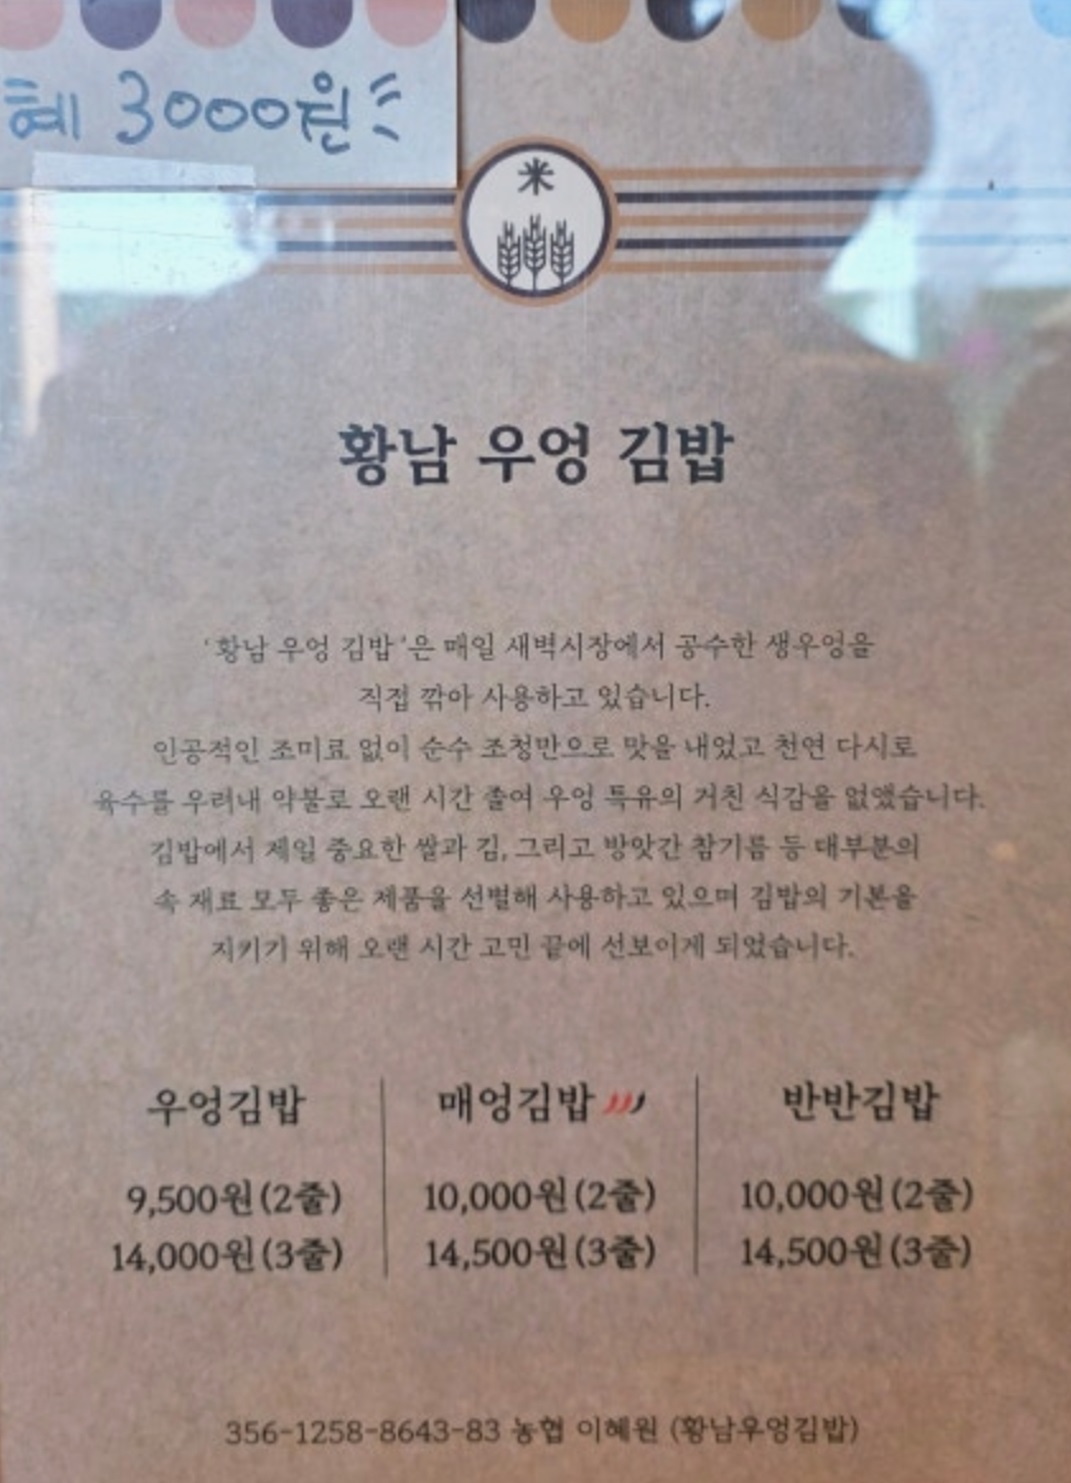 혜 3000원
米
황남 우엉 김밥
'황남 우엉 김밥'은 매일 새벽시장에서 공수한 생우엉을
직접 깎아 사용하고 있습니다.
인공적인 조미료 없이 순수 조청만으로 맛을 내었고 천연 다시로
육수를 우려내 약불로 오랜 시간 졸여 우엉 특유의 거친 식감을 없앴습니다.
김밥에서 제일 중요한 쌀과 김, 그리고 방앗간 참기름 등 대부분의
속 재료 모두 좋은 제품을 선별해 사용하고 있으며 김밥의 기본을
지키기 위해 오랜 시간 고민 끝에 선보이게 되었습니다.
우엉김밥 매엉김밥 반반김밥
9,500원(2줄) 10,000원(2줄) 10,000원(2줄)
14,000원(3줄) 14,500원(3줄) 14,500원(3줄)
356-1258-8643-83 농협 이혜원 (황남우엉김밥)